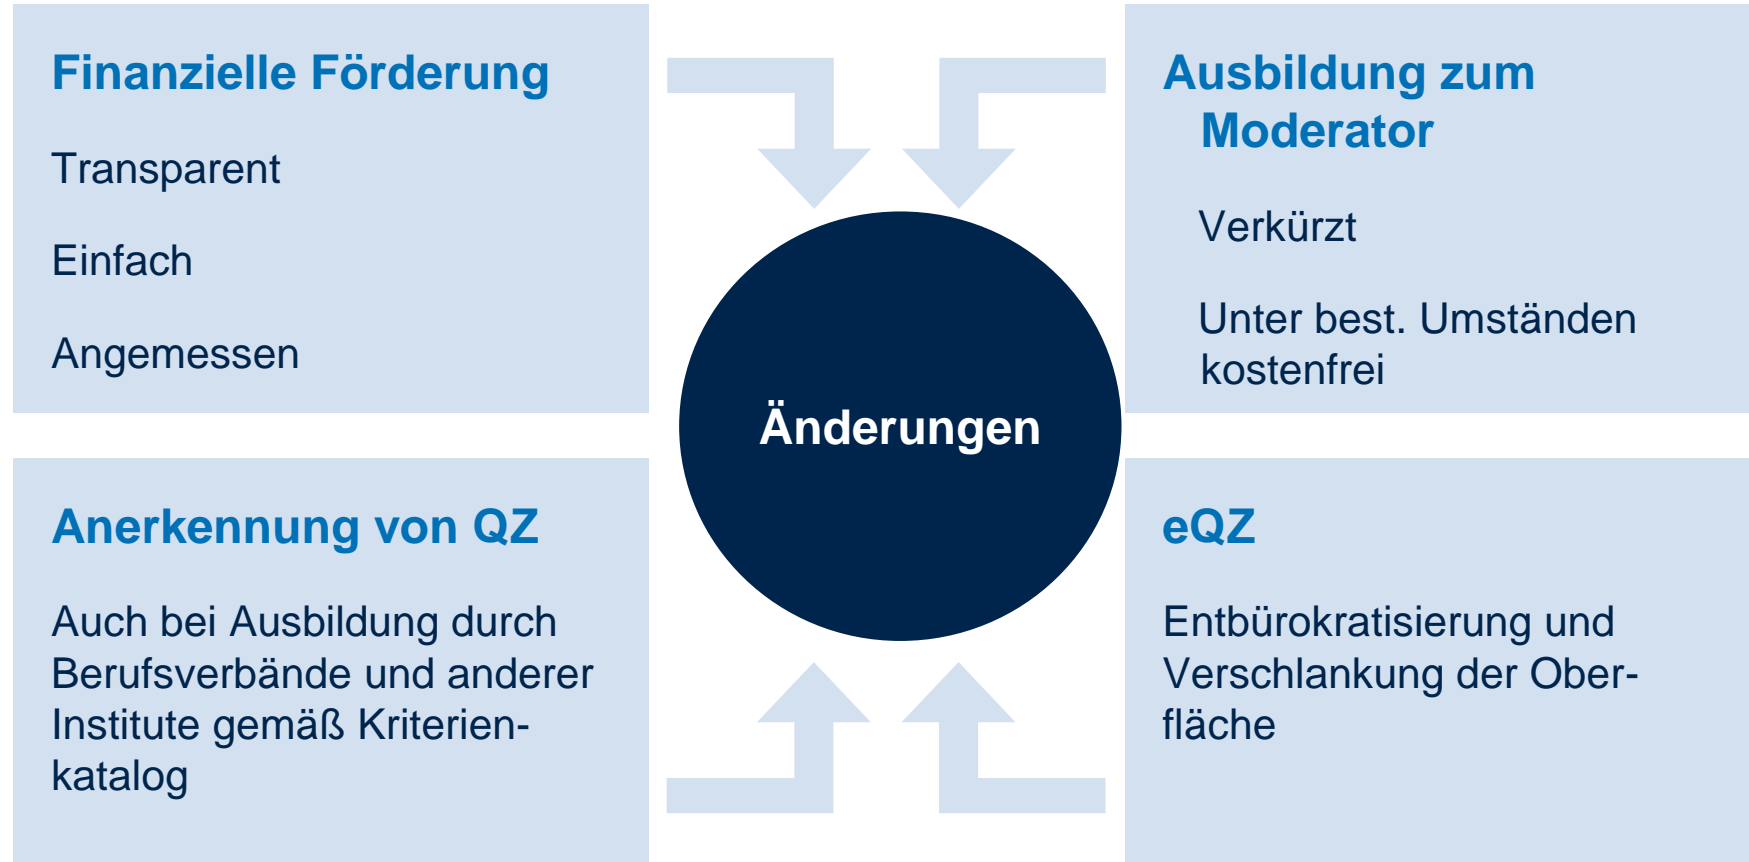 Finanzielle Förderung
Transparent
Einfach
Angemessen
Ausbildung zum
Moderator
Verkürzt
Unter best. Umständen
kostenfrei
Änderungen
Anerkennung von QZ
Auch bei Ausbildung durch
Berufsverbände und anderer
Institute gemäß Kriterien-
katalog
eQZ
Entbürokratisierung und
Verschlankung der Ober-
fläche